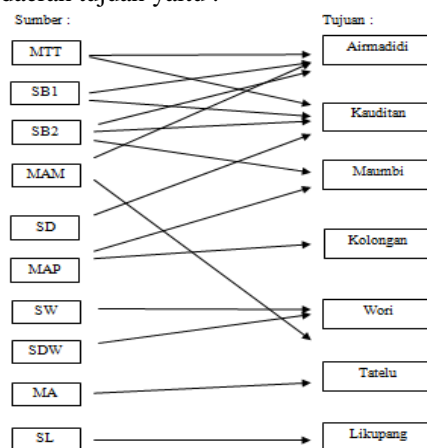 Sumber :
Tujuan :
MTT
Airmadidi
SB1
Kauditan
SB2
MAM
Maumbi
SD
Kolongan
MAP
SW
Wori
SDW
Tatelu
MA
SL
Likupang